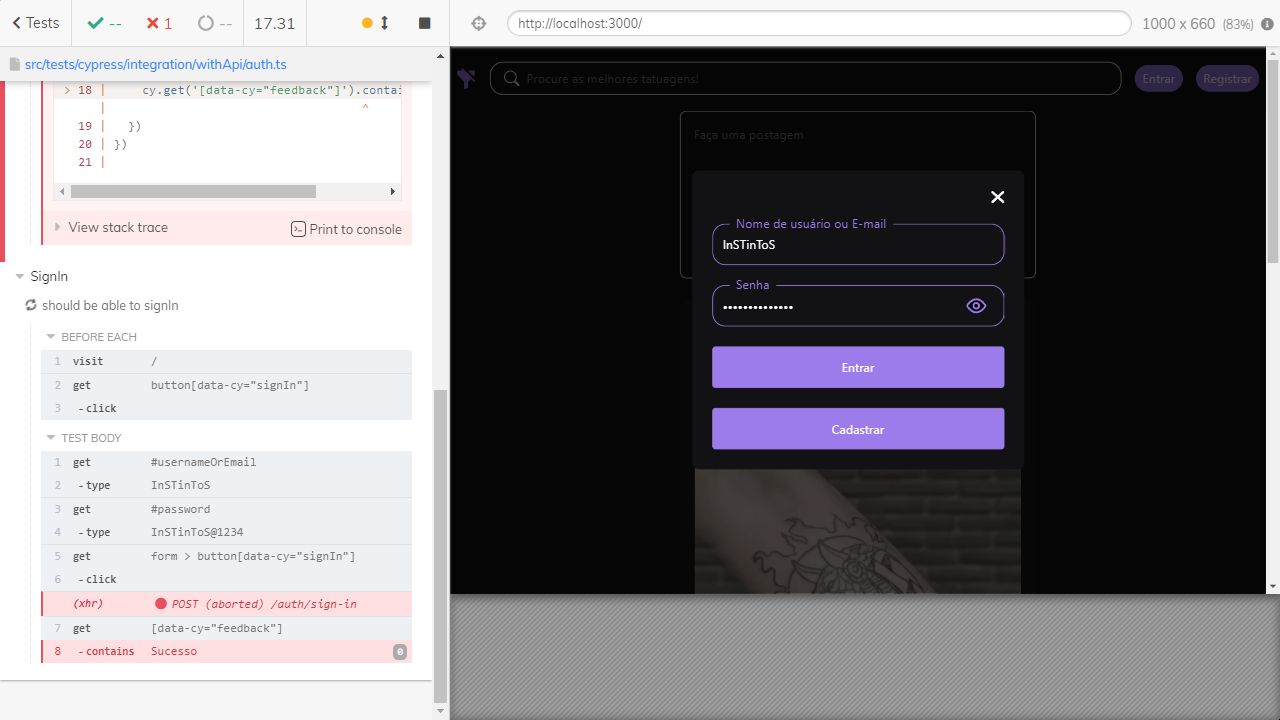 Tests
--
1
--
17.31
http://localhost:3000/
1000 x 660 (83%)
src/tests/cypress/integration/withApi/auth.ts
> 18 | cy.get('[data-cy="feedback"]').contai
| ^
19 | })
20 | })
21 |
View stack trace
Print to console
SignIn
should be able to signIn
BEFORE EACH
1 visit /
2 get button[data-cy="signIn"]
3 -click
TEST BODY
1 get #usernameOrEmail
2 -type InSTinToS
3 get #password
4 -type InSTinToS@1234
5 get form > button[data-cy="signIn"]
6 -click
(xhr) POST (aborted) /auth/sign-in
7 get [data-cy="feedback"]
8 -contains Sucesso 0
Procure as melhores tatuagens!
Entrar
Registrar
Faça uma postagem
Nome de usuário ou E-mail
InSTinToS
Senha
••••••••••••••
Entrar
Cadastrar